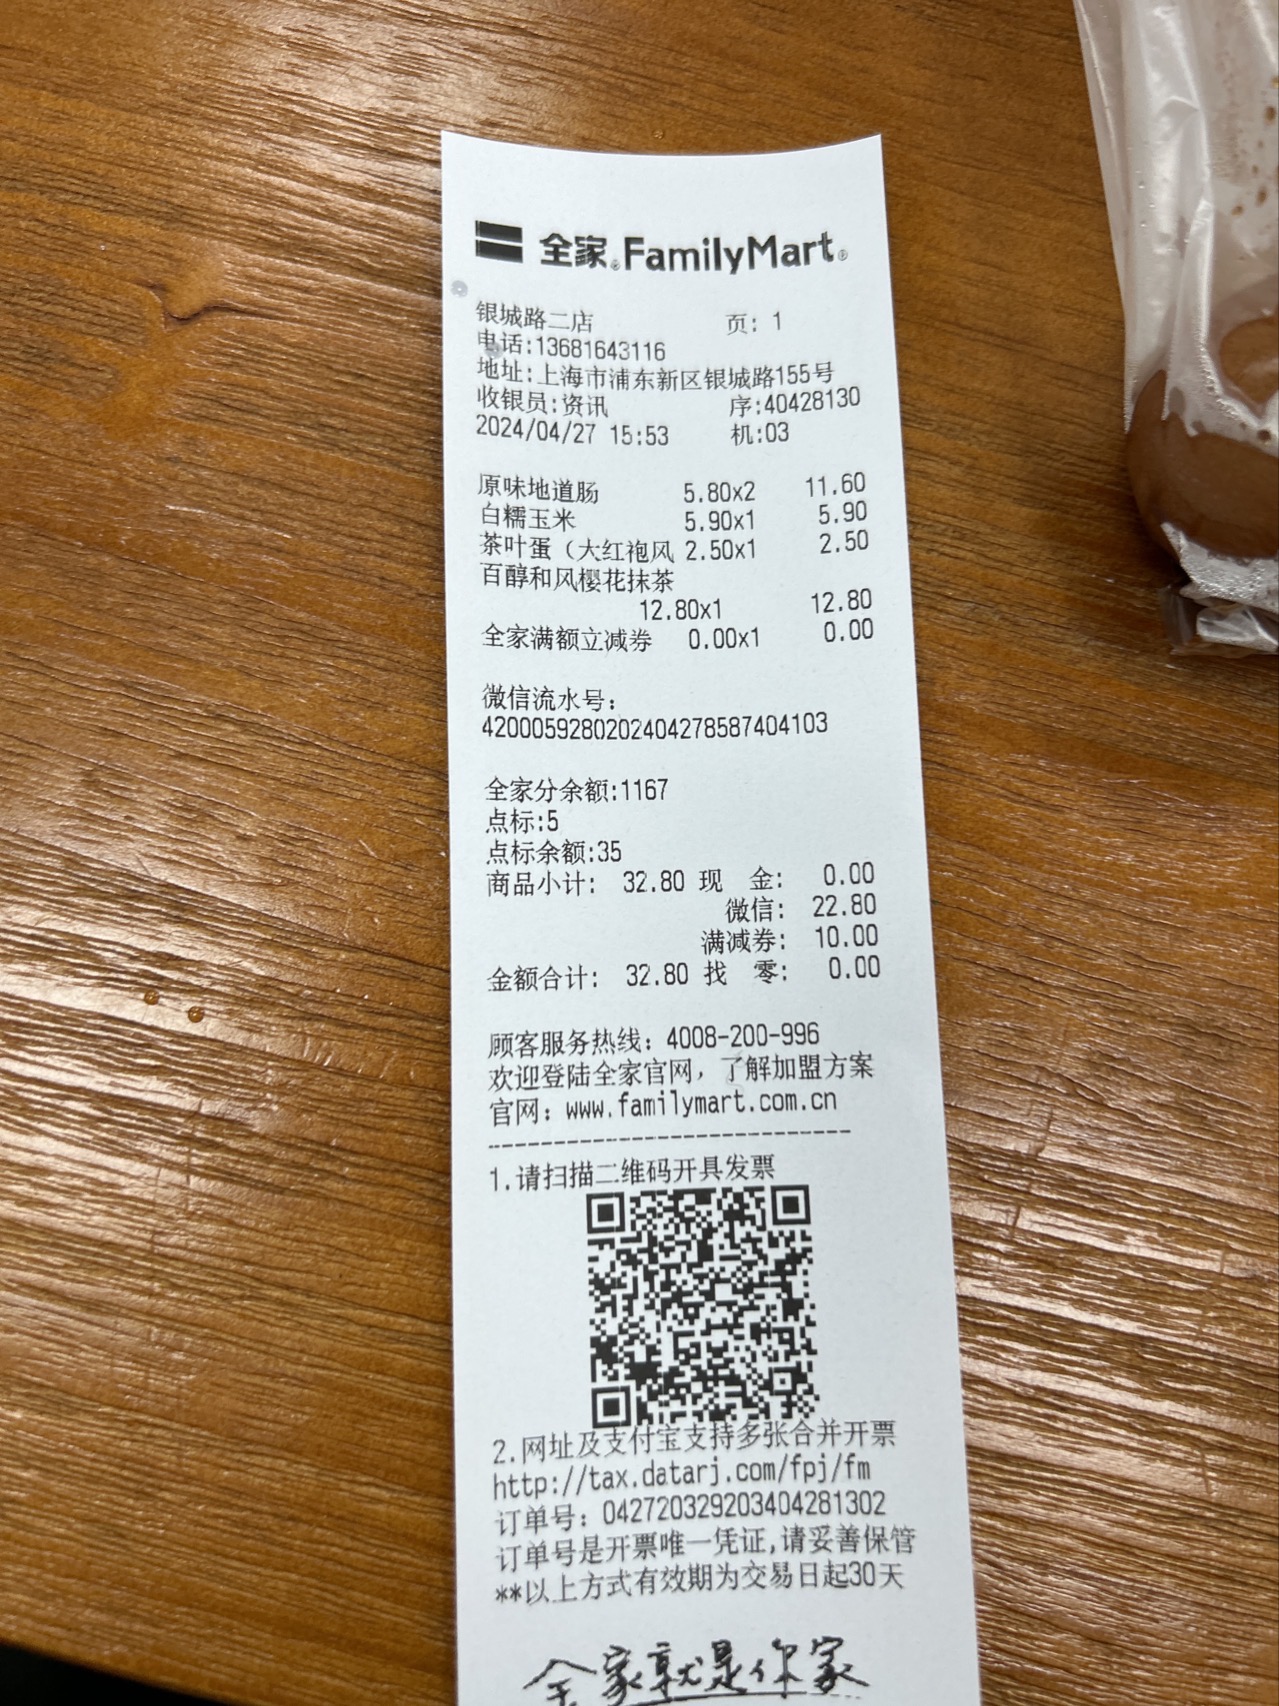 全家 FamilyMart
银城路二店 页: 1
电话:13681643116
地址:上海市浦东新区银城路155号
收银员:资讯 序:40428130
2024/04/27 15:53 机:03
原味地道肠 5.80x2 11.60
白糯玉米 5.90x1 5.90
茶叶蛋（大红袍风 2.50x1 2.50
百醇和风樱花抹茶
12.80x1 12.80
全家满额立减券 0.00x1 0.00
微信流水号:
4200059280202404278587404103
全家分余额:1167
点标:5
点标余额:35
商品小计: 32.80 现 金: 0.00
微信: 22.80
满减券: 10.00
金额合计: 32.80 找 零: 0.00
顾客服务热线: 4008-200-996
欢迎登陆全家官网，了解加盟方案
官网: www.familymart.com.cn
1.请扫描二维码开具发票
2.网址及支付宝支持多张合并开票
http://tax.datarj.com/fpj/fm
订单号: 0427203292034042813​02
订单号是开票唯一凭证,请妥善保管
**以上方式有效期为交易日起30天
全家就是你家